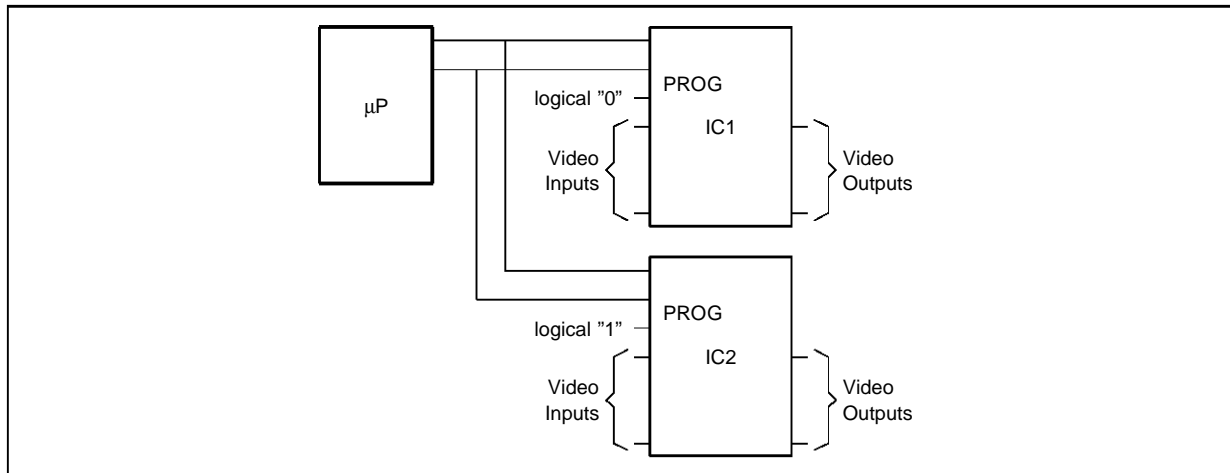 μP
PROG
logical ”0”
IC1
Video
Inputs
Video
Outputs
PROG
logical ”1”
IC2
Video
Inputs
Video
Outputs